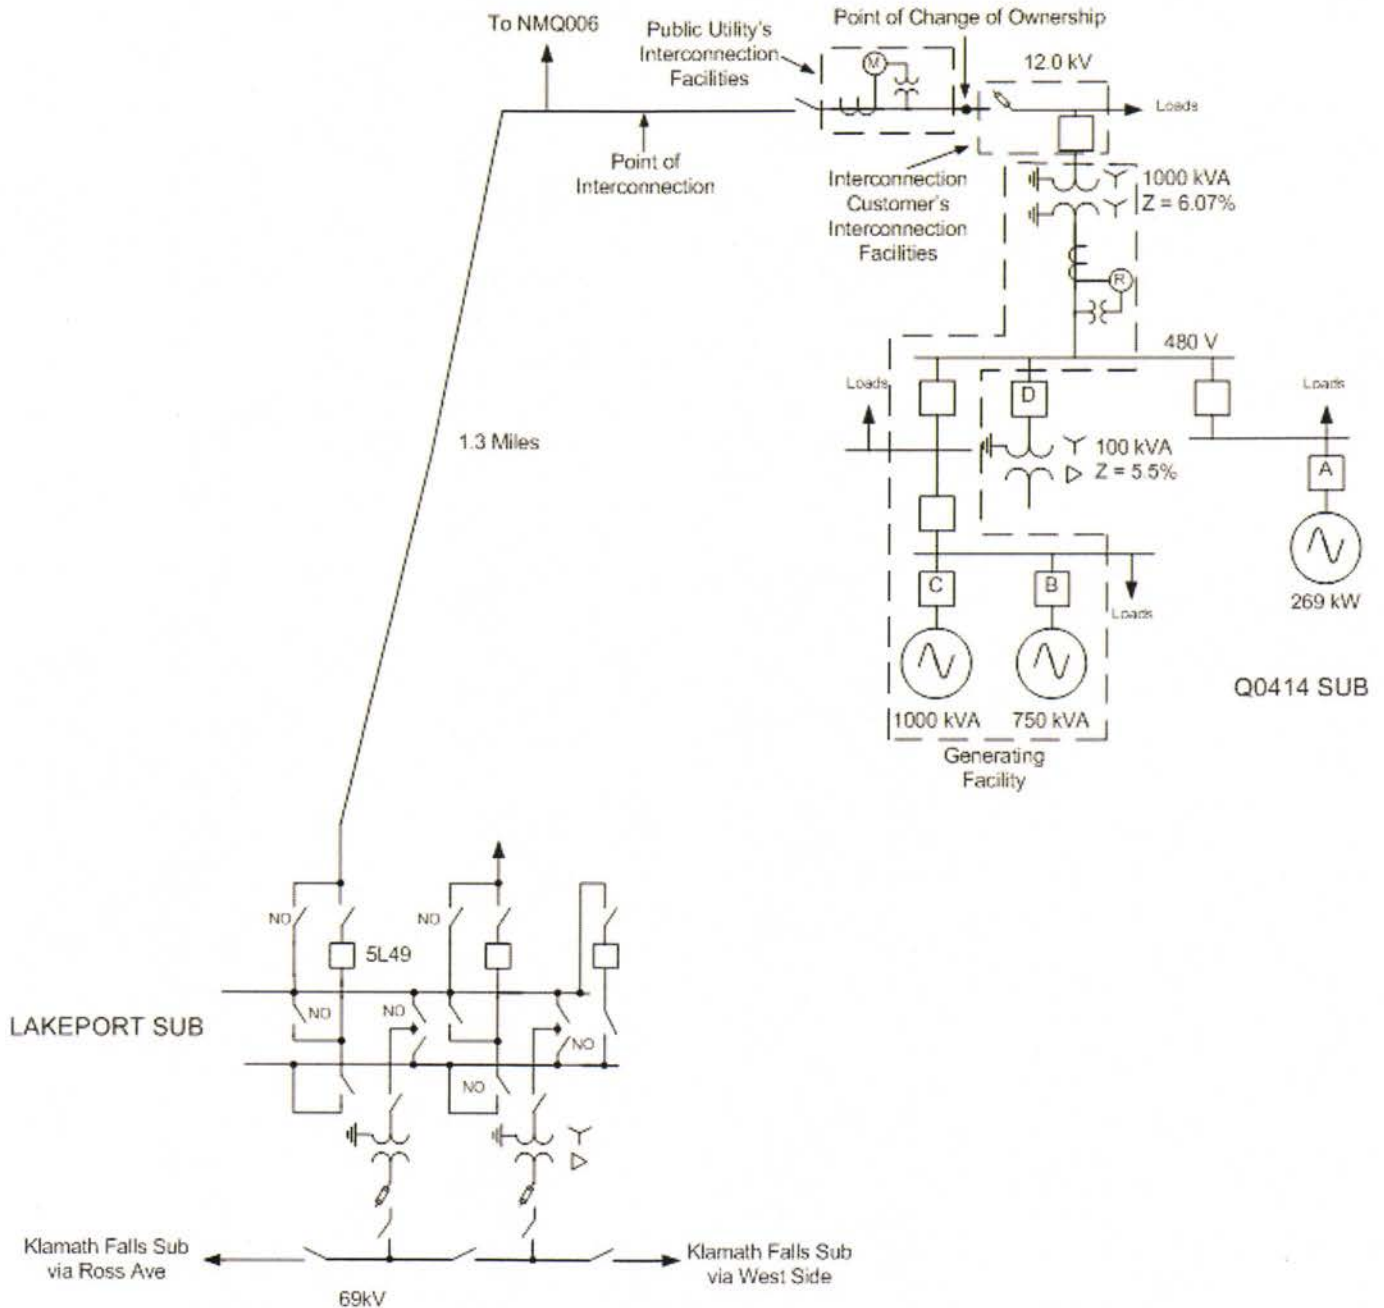 To NMQ006
Public Utility's
Interconnection
Facilities
Point of Change of Ownership
12.0 kV
M
Loads
Point of
Interconnection
Interconnection
Customer's
Interconnection
Facilities
1000 kVA
Z = 6.07%
R
480 V
Loads
D
Loads
1.3 Miles
100 kVA
Z = 5.5%
A
C
B
Loads
269 kW
Q0414 SUB
1000 kVA
750 kVA
Generating
Facility
NO
NO
5L49
LAKEPORT SUB
NO
NO
NO
NO
Klamath Falls Sub
via Ross Ave
Klamath Falls Sub
via West Side
69kV